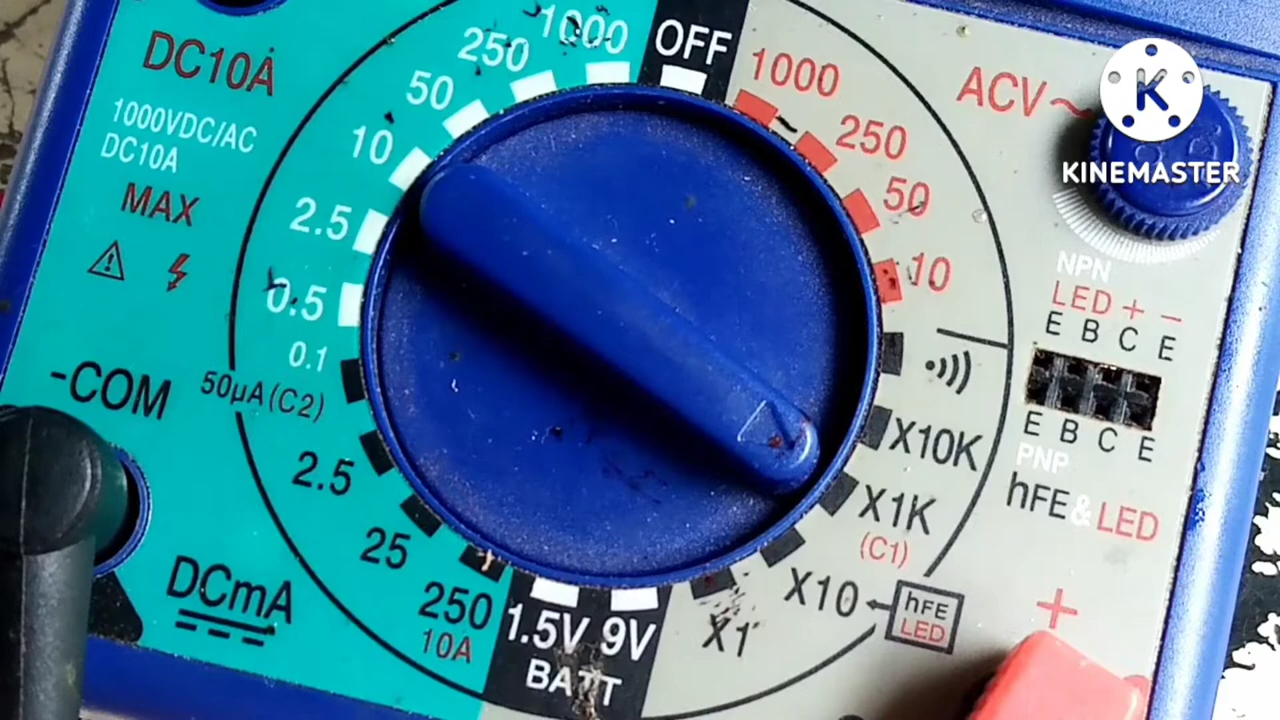 DC10A
1000VDC/AC
DC10A
MAX
-COM
DCmA
OFF
1000
250
50
10
2.5
0.5
0.1
50µA(C2)
2.5
25
250
10A
1.5V 9V
BATT
X1
X10
hFE
LED
X1K
(C1)
X10K
10
50
250
1000
ACV~
K
KINEMASTER
NPN
LED + -
E B C E
E B C E
PNP
hFE & LED
+